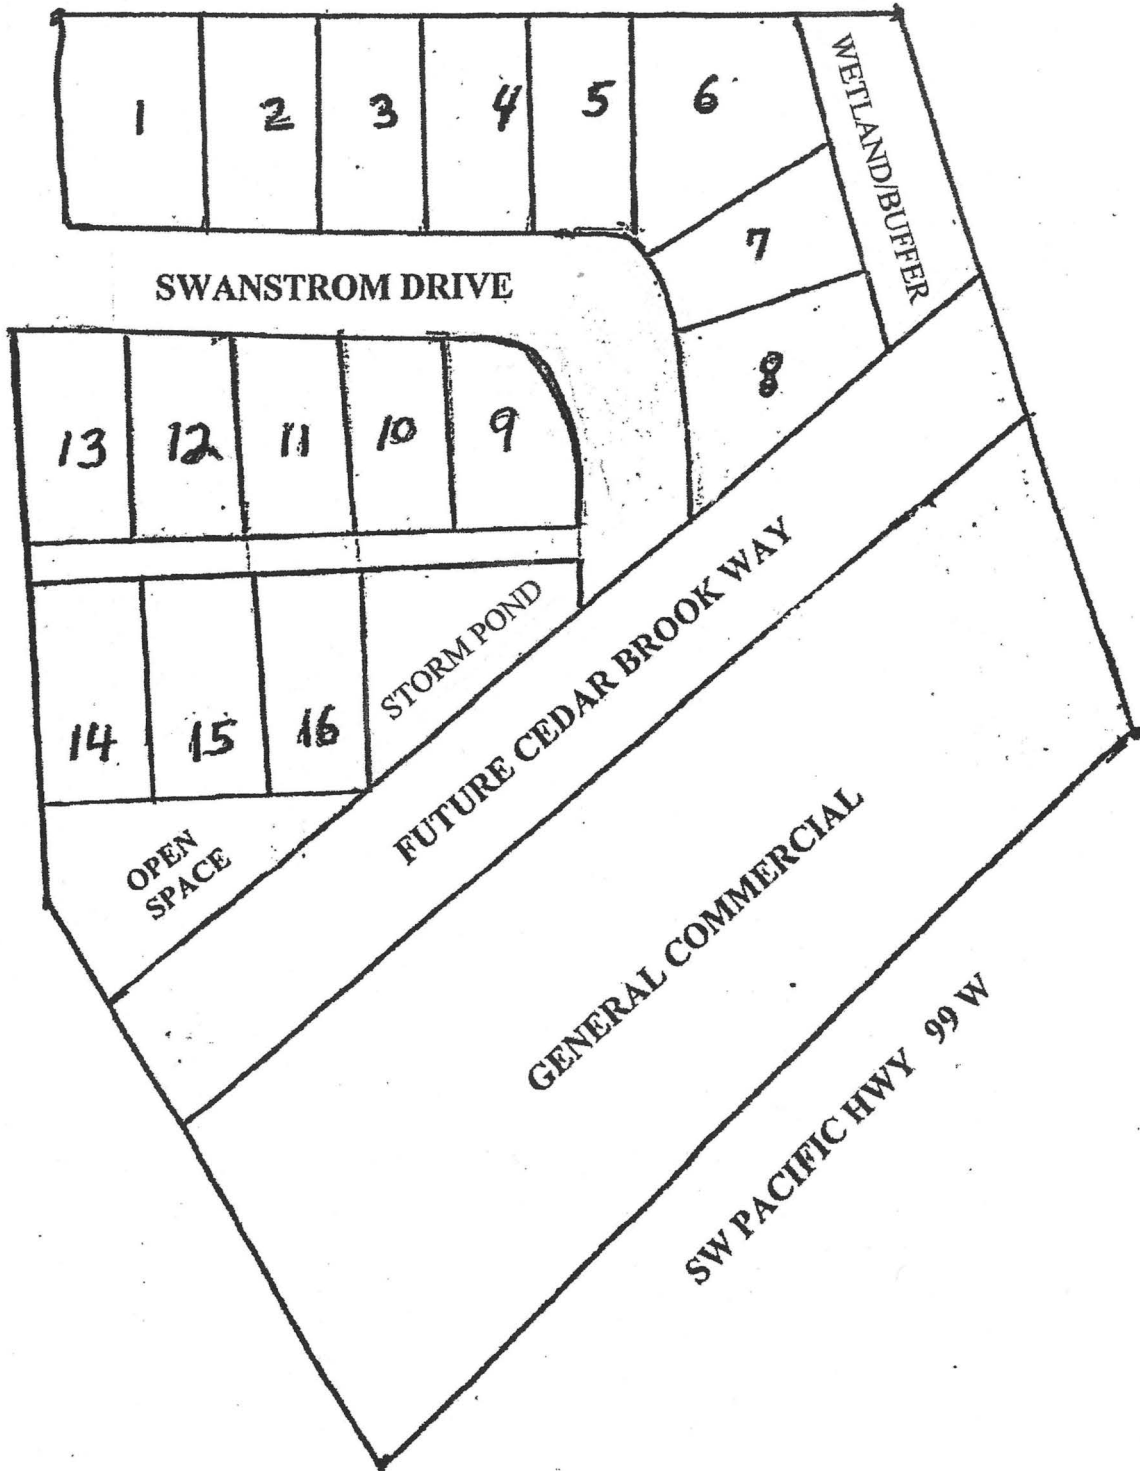 1 2 3 4 5 6
WETLAND/BUFFER
7
SWANSTROM DRIVE
8
13 12 11 10 9
STORM POND
14 15 16
FUTURE CEDAR BROOK WAY
OPEN
SPACE
GENERAL COMMERCIAL
SW PACIFIC HWY 99 W